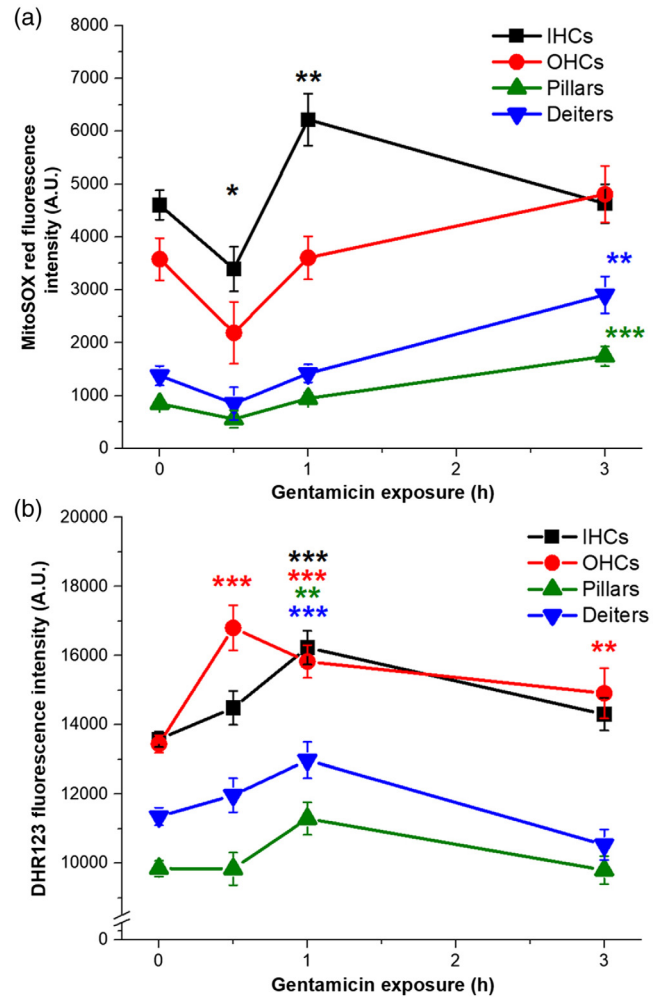 (a)
8000
7000
6000
5000
4000
3000
2000
1000
0
MitoSOX red fluorescence
intensity (A.U.)
IHCs
OHCs
Pillars
Deiters
*
**
**
***
0
1
2
3
Gentamicin exposure (h)
(b)
20000
18000
16000
14000
12000
10000
0
DHR123 fluorescence intensity (A.U.)
IHCs
OHCs
Pillars
Deiters
***
***
***
**
***
**
0
1
2
3
Gentamicin exposure (h)